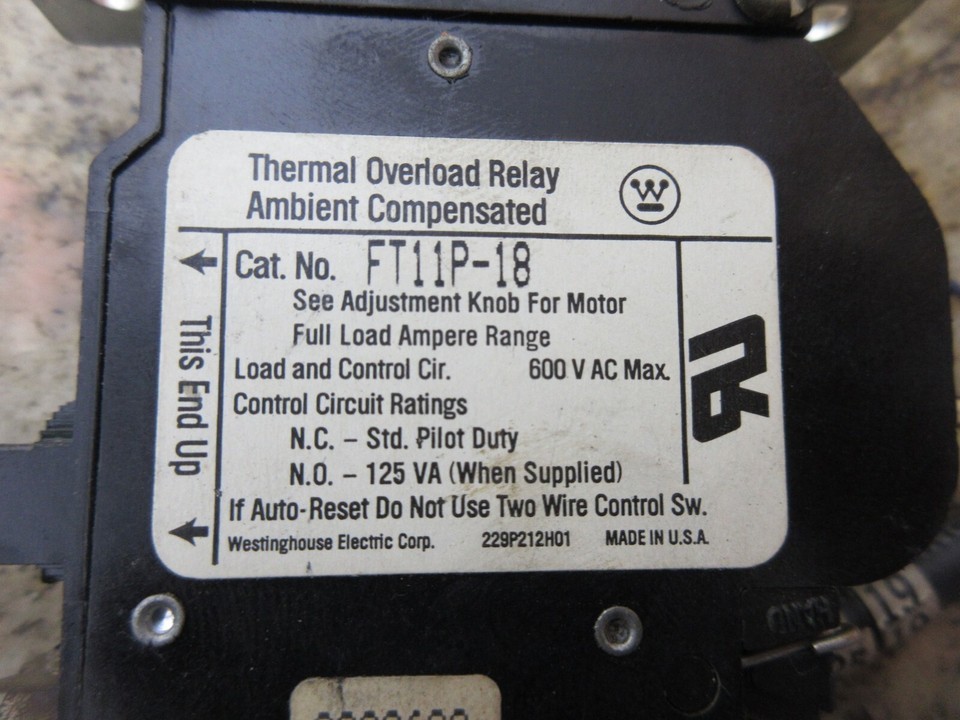 Thermal Overload Relay
Ambient Compensated
W
Cat. No. FT11P-18
See Adjustment Knob For Motor
Full Load Ampere Range
Load and Control Cir. 600 V AC Max.
Control Circuit Ratings
N.C. – Std. Pilot Duty
N.O. – 125 VA (When Supplied)
If Auto-Reset Do Not Use Two Wire Control Sw.
Westinghouse Electric Corp. 229P212H01 MADE IN U.S.A.
This End Up
19